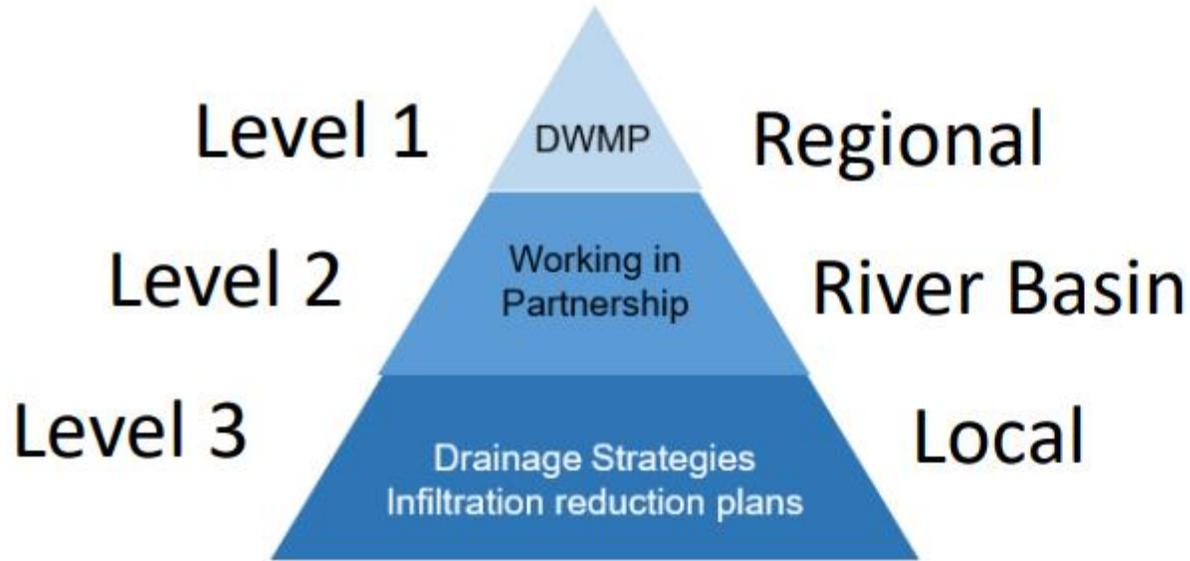 Level 1
DWMP
Regional
Level 2
Working in
Partnership
River Basin
Level 3
Drainage Strategies
Infiltration reduction plans
Local